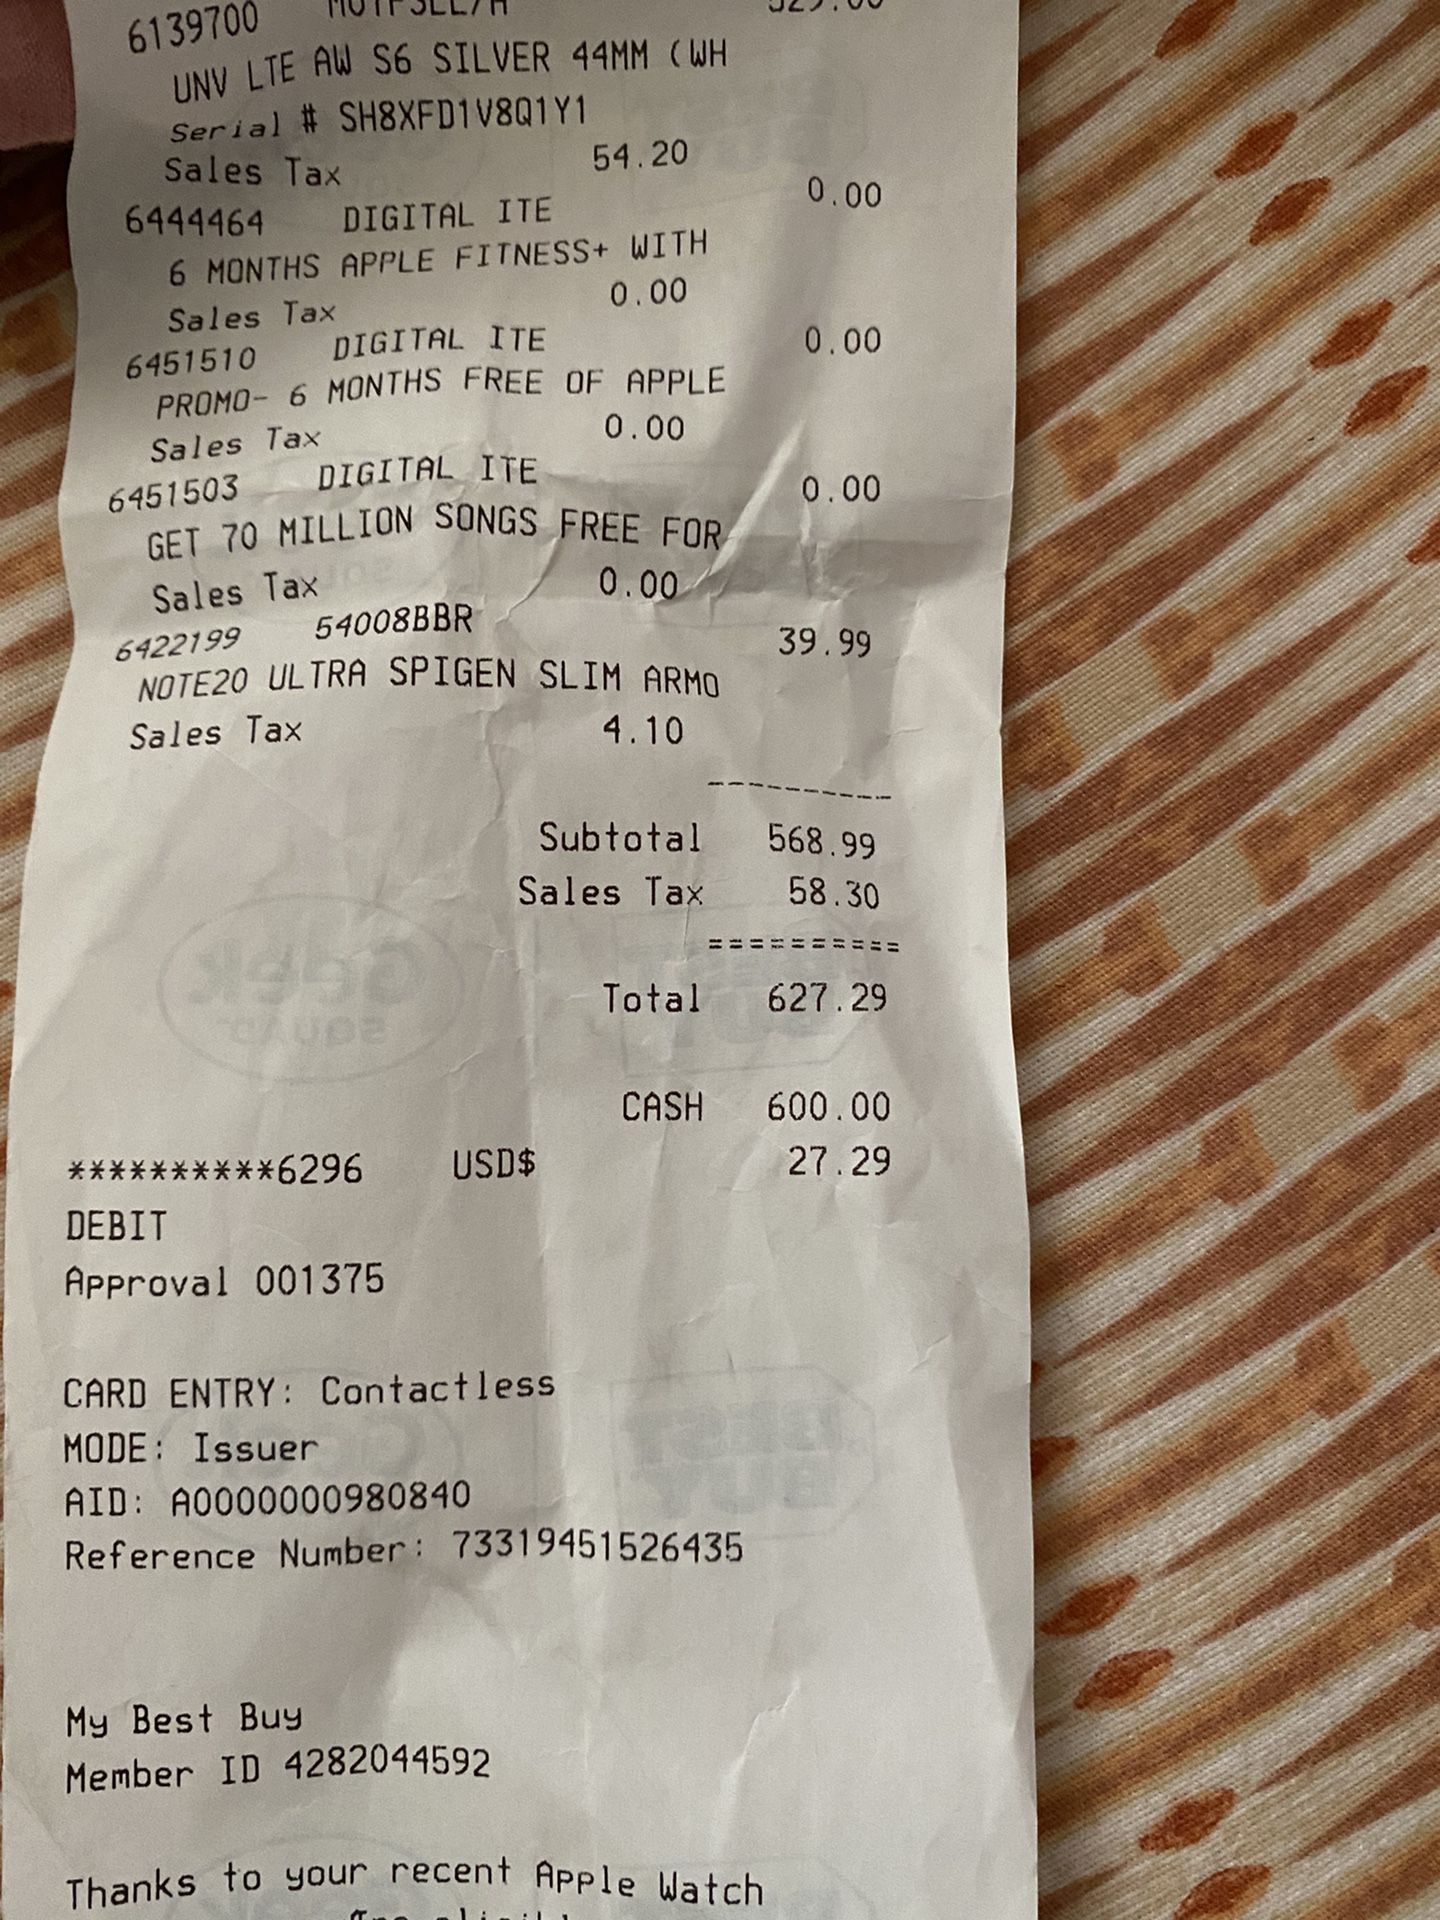 6139700
UNV LTE AW S6 SILVER 44MM (WH
Serial # SH8XFD1V8Q1Y1
Sales Tax 54.20
6444464 DIGITAL ITE 0.00
6 MONTHS APPLE FITNESS+ WITH
Sales Tax 0.00
6451510 DIGITAL ITE 0.00
PROMO- 6 MONTHS FREE OF APPLE
Sales Tax 0.00
6451503 DIGITAL ITE 0.00
GET 70 MILLION SONGS FREE FOR
Sales Tax 0.00
6422199 54008BBR 39.99
NOTE20 ULTRA SPIGEN SLIM ARMO
Sales Tax 4.10
Subtotal 568.99
Sales Tax 58.30
Total 627.29
CASH 600.00
**********6296 USD$ 27.29
DEBIT
Approval 001375
CARD ENTRY: Contactless
MODE: Issuer
AID: A0000000980840
Reference Number: 73319451526435
My Best Buy
Member ID 4282044592
Thanks to your recent Apple Watch